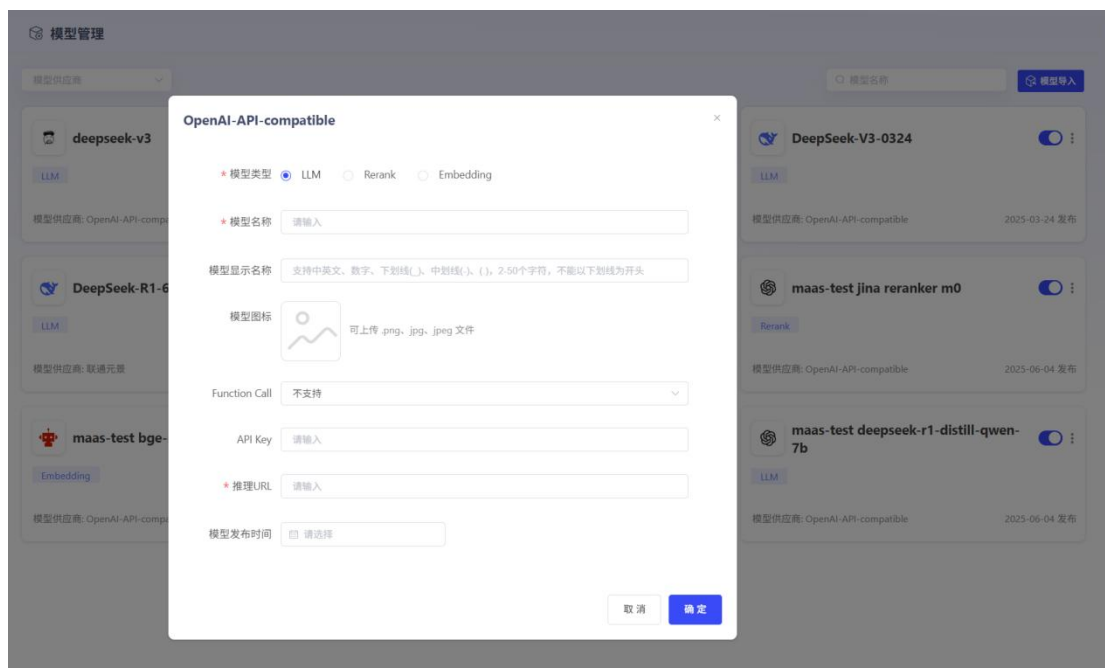 模型管理
模型供应商
模型名称
模型导入
deepseek-v3
LLM
模型供应商: OpenAI-API-compa
DeepSeek-R1-6
LLM
模型供应商: 联通元景
maas-test bge-
Embedding
模型供应商: OpenAI-API-compa
OpenAI-API-compatible
* 模型类型 LLM Rerank Embedding
* 模型名称 请输入
模型显示名称 支持中英文、数字、下划线(_)、中划线(-)、(.)，2-50个字符，不能以下划线为开头
模型图标 可上传 .png、jpg、jpeg 文件
Function Call 不支持
API Key 请输入
* 推理URL 请输入
模型发布时间 请选择
取消 确定
DeepSeek-V3-0324
LLM
模型供应商: OpenAI-API-compatible 2025-03-24 发布
maas-test jina reranker m0
Rerank
模型供应商: OpenAI-API-compatible 2025-06-04 发布
maas-test deepseek-r1-distill-qwen-
7b
LLM
模型供应商: OpenAI-API-compatible 2025-06-04 发布